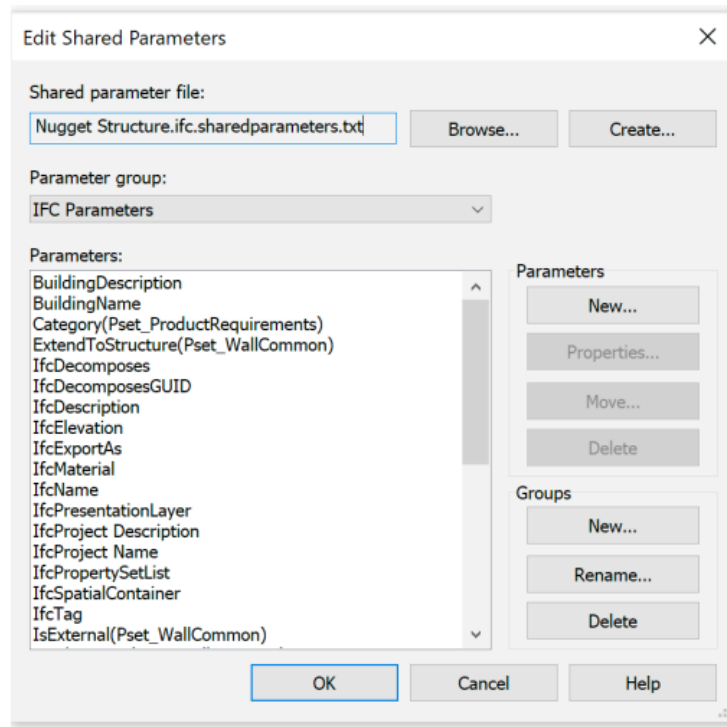 Edit Shared Parameters
Shared parameter file:
Nugget Structure.ifc.sharedparameters.txt
Browse...
Create...
Parameter group:
IFC Parameters
Parameters:
BuildingDescription
BuildingName
Category(Pset_ProductRequirements)
ExtendToStructure(Pset_WallCommon)
IfcDecomposes
IfcDecomposesGUID
IfcDescription
IfcElevation
IfcExportAs
IfcMaterial
IfcName
IfcPresentationLayer
IfcProject Description
IfcProject Name
IfcPropertySetList
IfcSpatialContainer
IfcTag
IsExternal(Pset_WallCommon)
Parameters
New...
Properties...
Move...
Delete
Groups
New...
Rename...
Delete
OK
Cancel
Help